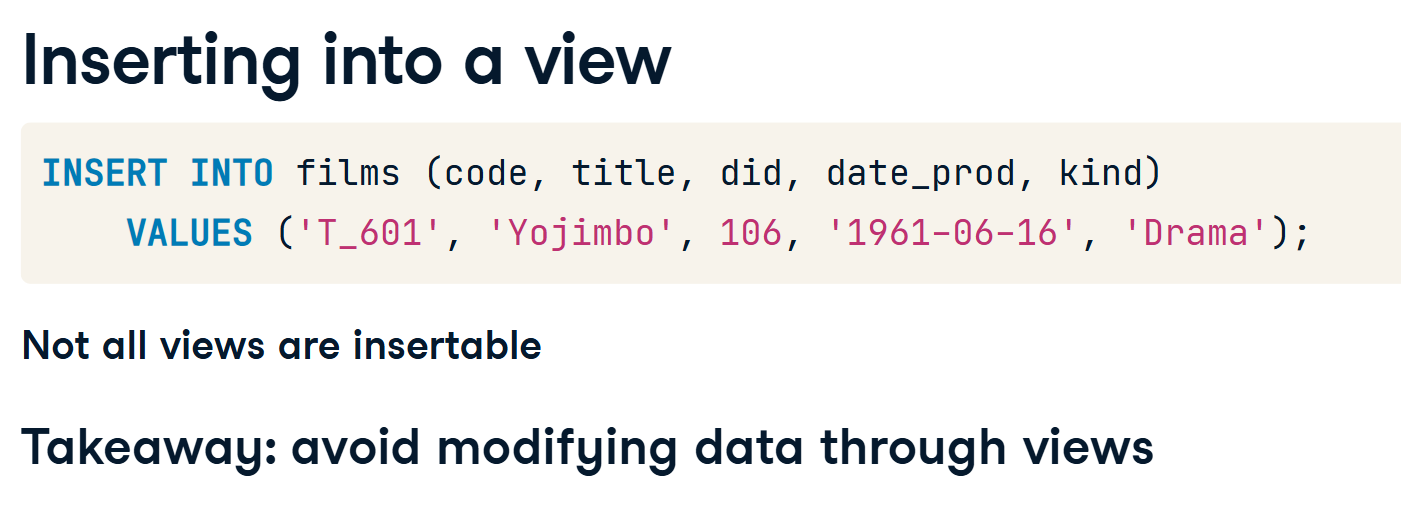 Inserting into a view
INSERT INTO films (code, title, did, date_prod, kind)
VALUES ('T_601', 'Yojimbo', 106, '1961-06-16', 'Drama');
Not all views are insertable
Takeaway: avoid modifying data through views